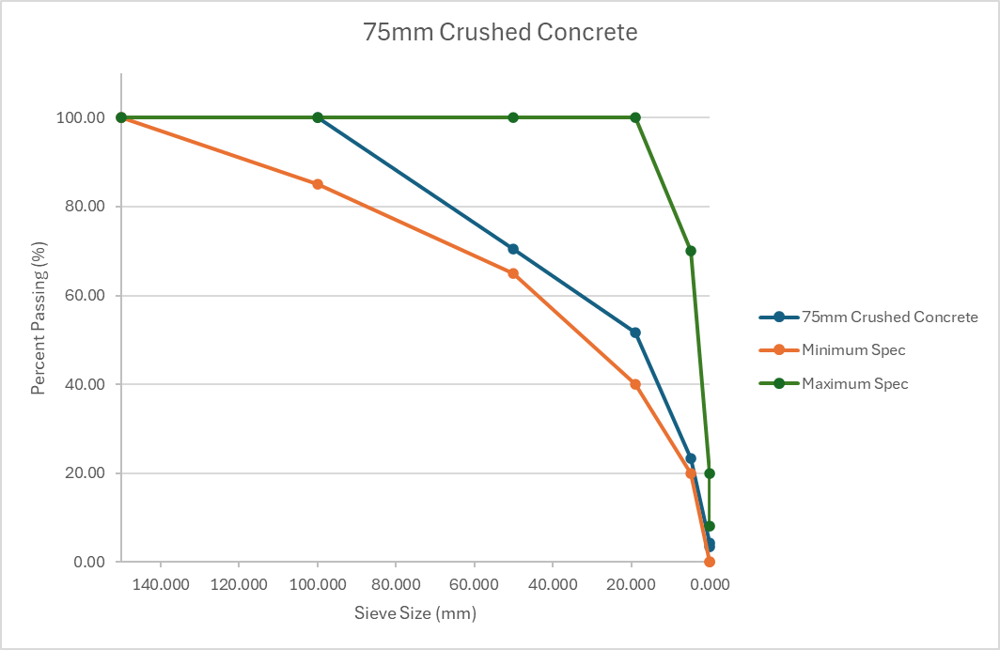 75mm Crushed Concrete
100.00
80.00
60.00
40.00
20.00
0.00
Percent Passing (%)
140.000 120.000 100.000 80.000 60.000 40.000 20.000 0.000
Sieve Size (mm)
75mm Crushed Concrete
Minimum Spec
Maximum Spec